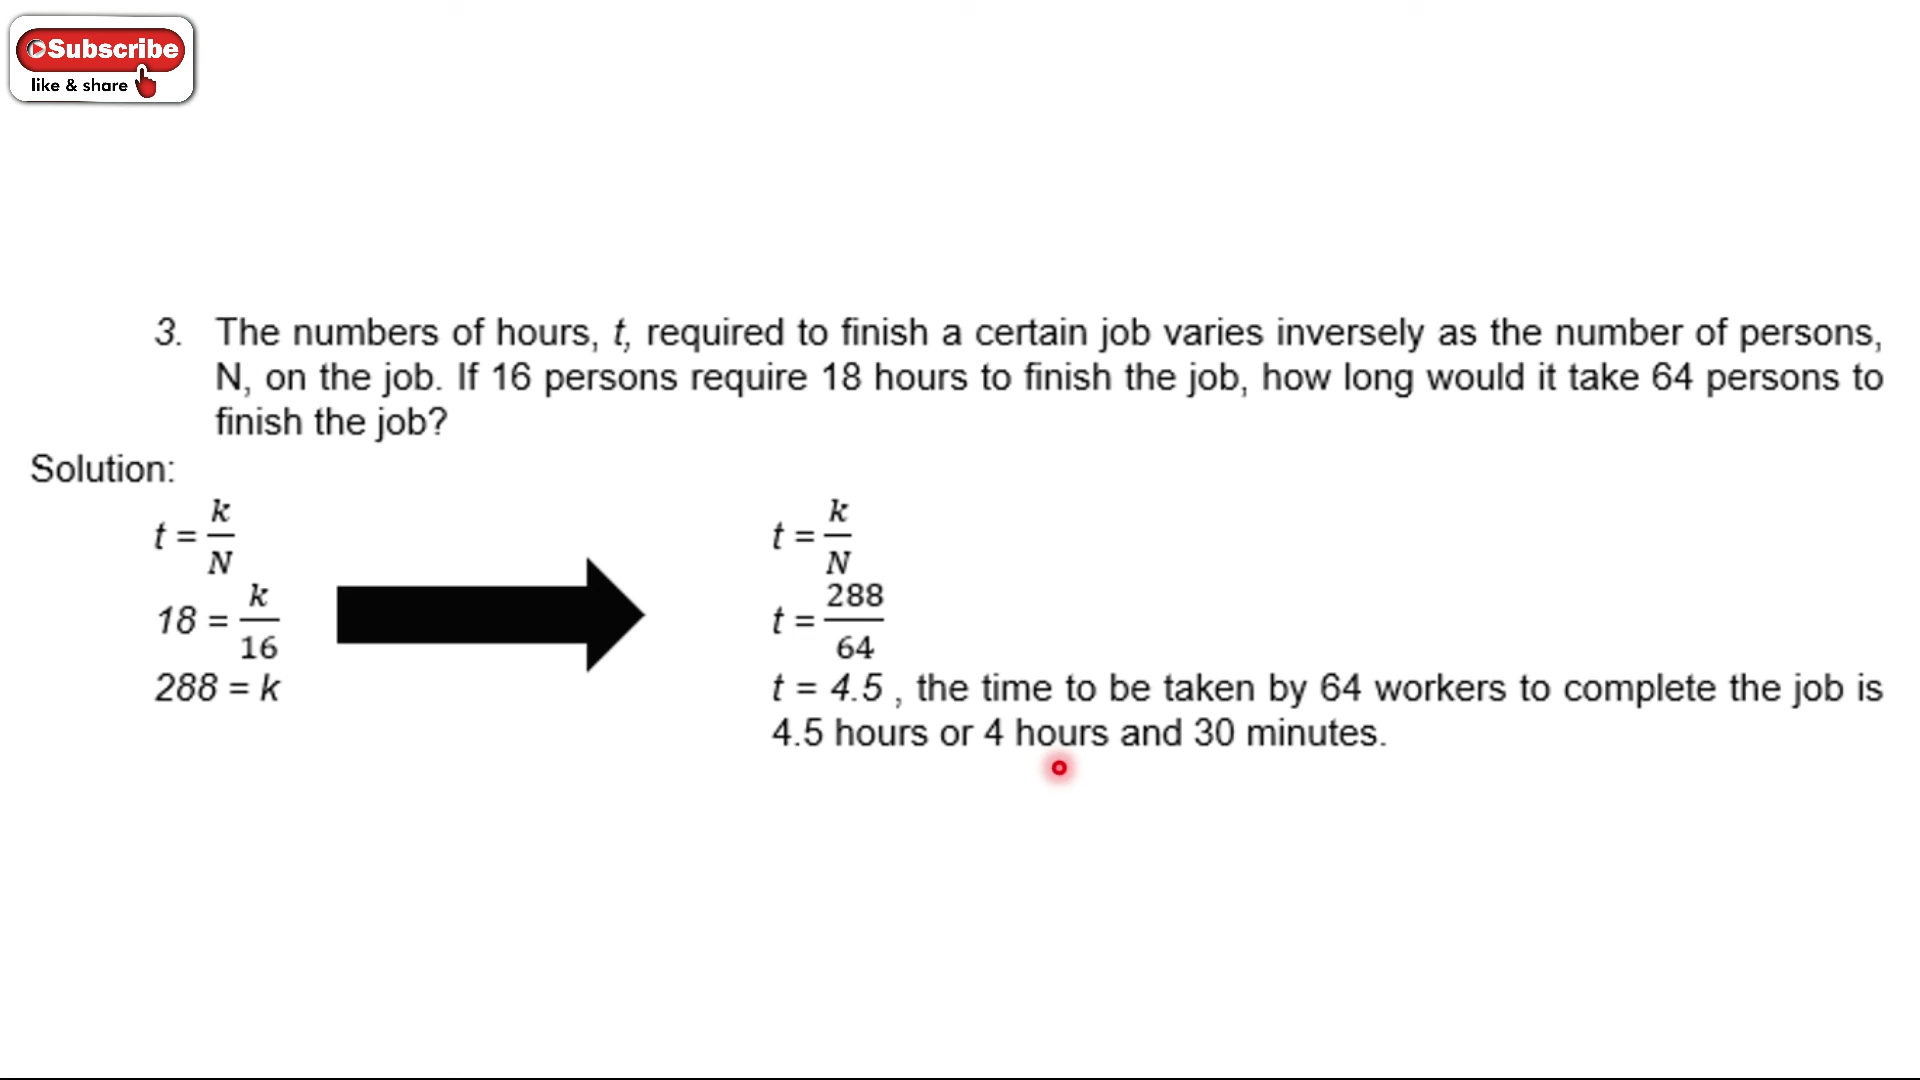 Subscribe
like & share
3. The numbers of hours, t, required to finish a certain job varies inversely as the number of persons,
N, on the job. If 16 persons require 18 hours to finish the job, how long would it take 64 persons to
finish the job?
Solution:
t = k/N
18 = k/16
288 = k
t = k/N
t = 288/64
t = 4.5 , the time to be taken by 64 workers to complete the job is
4.5 hours or 4 hours and 30 minutes.